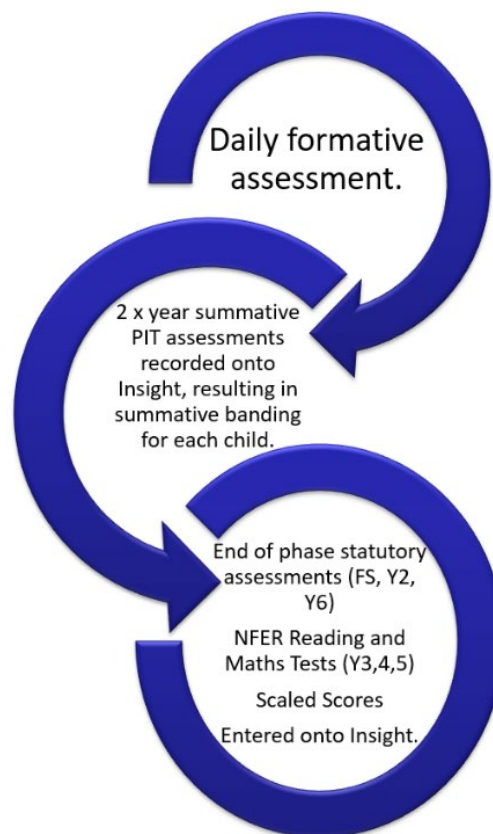 Daily formative
assessment.
2 x year summative
PIT assessments
recorded onto
Insight, resulting in
summative banding
for each child.
End of phase statutory
assessments (FS, Y2,
Y6)
NFER Reading and
Maths Tests (Y3,4,5)
Scaled Scores
Entered onto Insight.